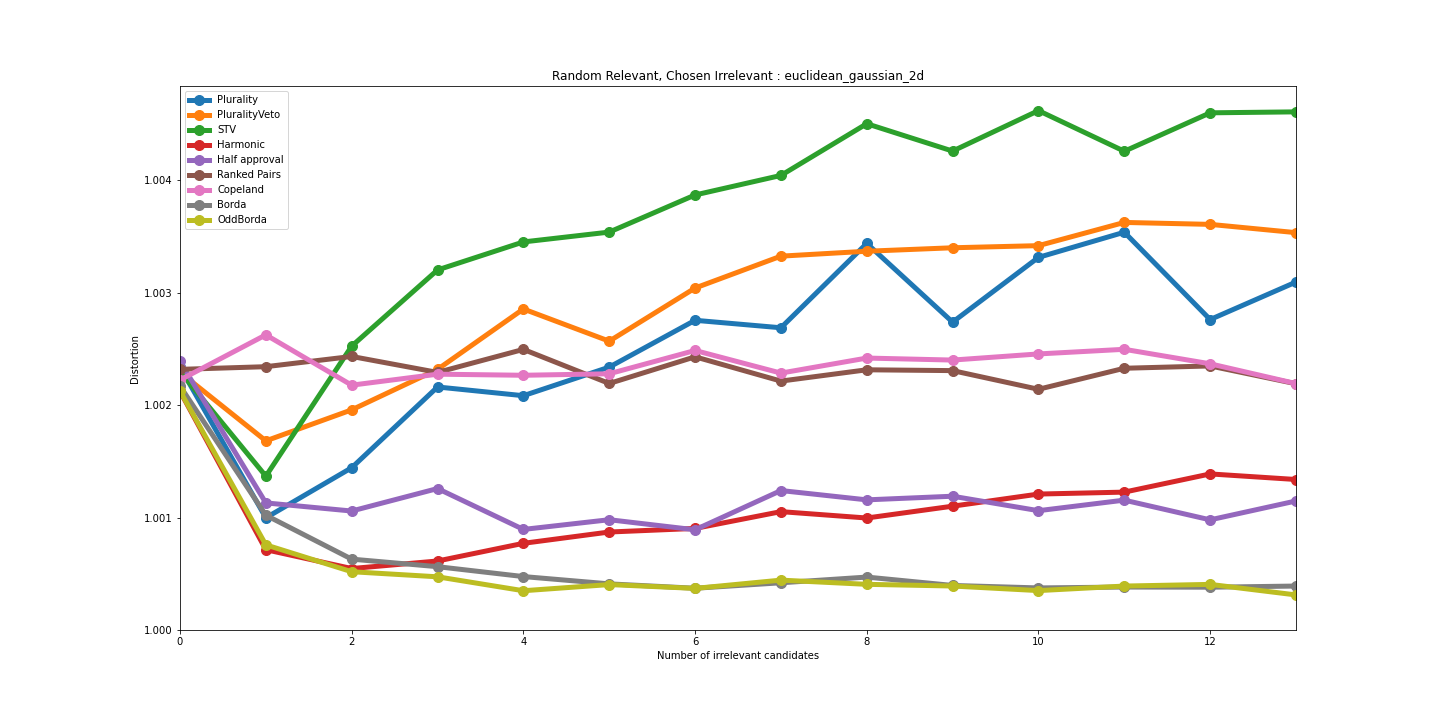 Random Relevant, Chosen Irrelevant : euclidean_gaussian_2d
Plurality
PluralityVeto
STV
Harmonic
Half approval
Ranked Pairs
Copeland
Borda
OddBorda
Distortion
1.004
1.003
1.002
1.001
1.000
0 2 4 6 8 10 12
Number of irrelevant candidates